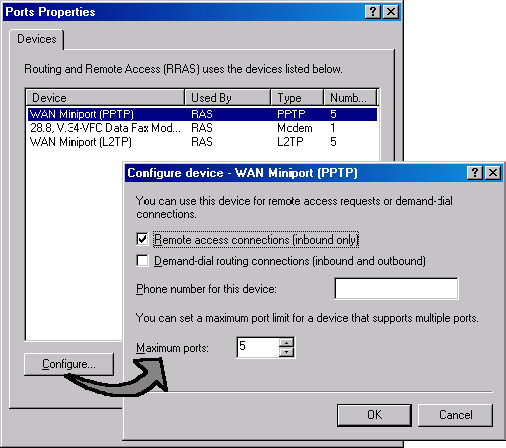 Ports Properties
Devices
Routing and Remote Access (RRAS) uses the devices listed below.
Device Used By Type Numb...
WAN Miniport (PPTP) RAS PPTP 5
28.8, V.34-VFC Data Fax Mod... RAS Modem 1
WAN Miniport (L2TP) RAS L2TP 5
Configure...
Configure device - WAN Miniport (PPTP)
You can use this device for remote access requests or demand-dial
connections.
Remote access connections (inbound only)
Demand-dial routing connections (inbound and outbound)
Phone number for this device:
You can set a maximum port limit for a device that supports multiple ports.
Maximum ports: 5
OK Cancel